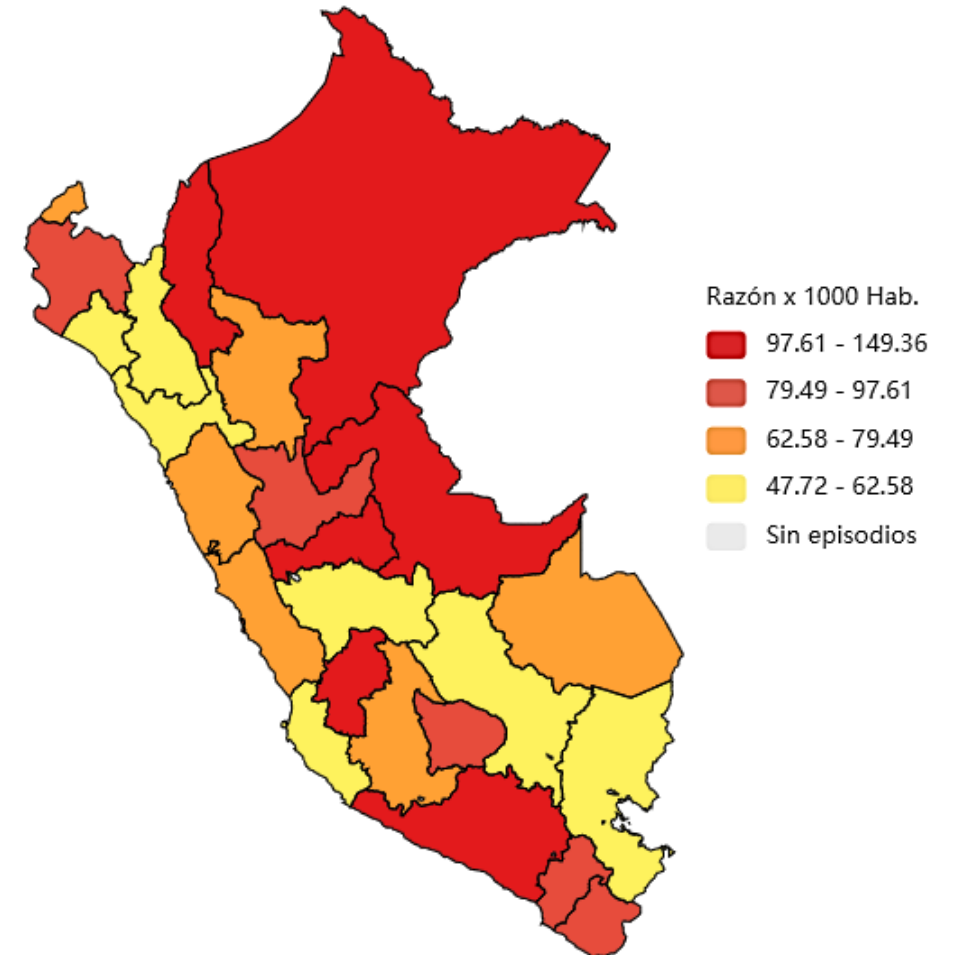 Razón x 1000 Hab.
97.61 - 149.36
79.49 - 97.61
62.58 - 79.49
47.72 - 62.58
Sin episodios